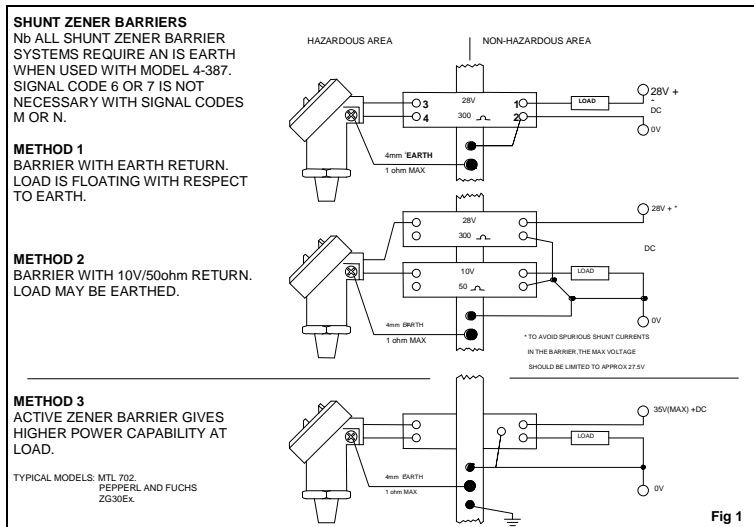 SHUNT ZENER BARRIERS
Nb ALL SHUNT ZENER BARRIER
SYSTEMS REQUIRE AN IS EARTH
WHEN USED WITH MODEL 4-387.
SIGNAL CODE 6 OR 7 IS NOT
NECESSARY WITH SIGNAL CODES
M OR N.
HAZARDOUS AREA
NON-HAZARDOUS AREA
3
28V
1
LOAD
28V +
-
DC
4
300
2
0V
4mm EARTH
1 ohm MAX
METHOD 1
BARRIER WITH EARTH RETURN.
LOAD IS FLOATING WITH RESPECT
TO EARTH.
28V
28V + *
300
DC
METHOD 2
BARRIER WITH 10V/50ohm RETURN.
LOAD MAY BE EARTHED.
10V
LOAD
50
0V
4mm EARTH
1 ohm MAX
* TO AVOID SPURIOUS SHUNT CURRENTS
IN THE BARRIER,THE MAX VOLTAGE
SHOULD BE LIMITED TO APPROX 27.5V
METHOD 3
ACTIVE ZENER BARRIER GIVES
HIGHER POWER CAPABILITY AT
LOAD.
35V(MAX) +DC
LOAD
0V
4mm EARTH
1 ohm MAX
TYPICAL MODELS: MTL 702.
PEPPERL AND FUCHS
ZG30Ex.
Fig 1